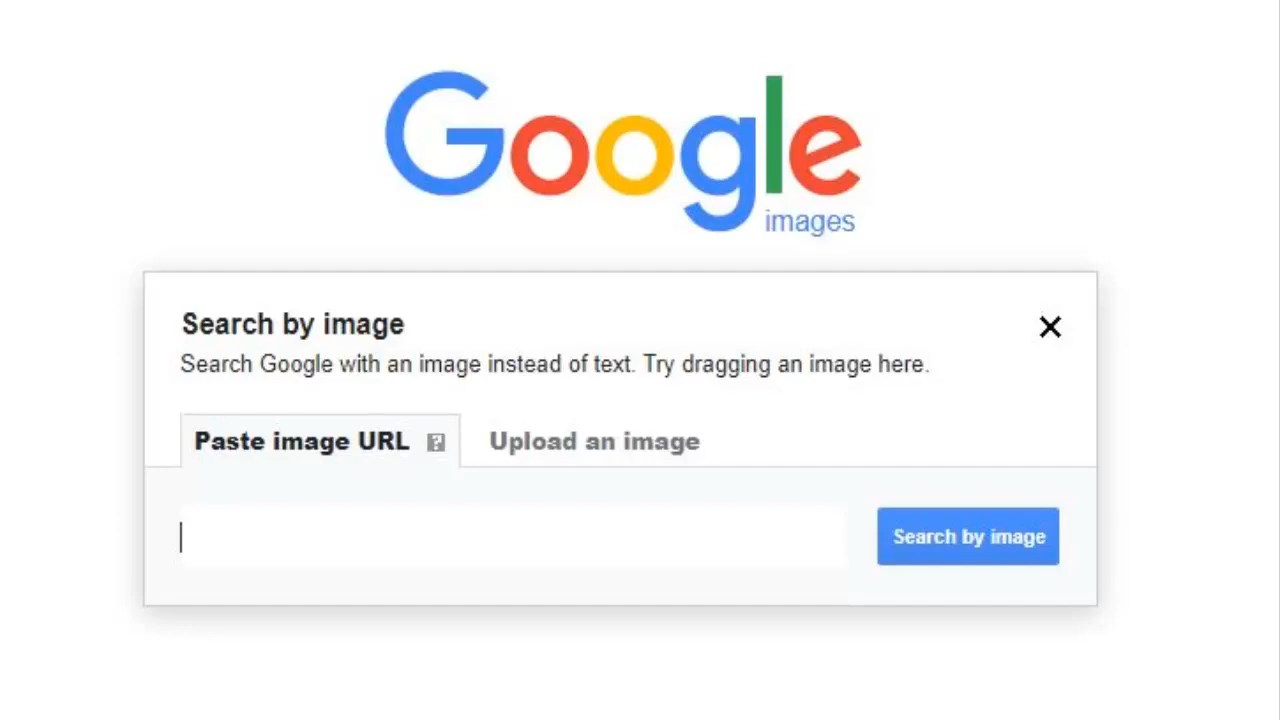 Google
images
Search by image
Search Google with an image instead of text. Try dragging an image here.
Paste image URL ? Upload an image
Search by image